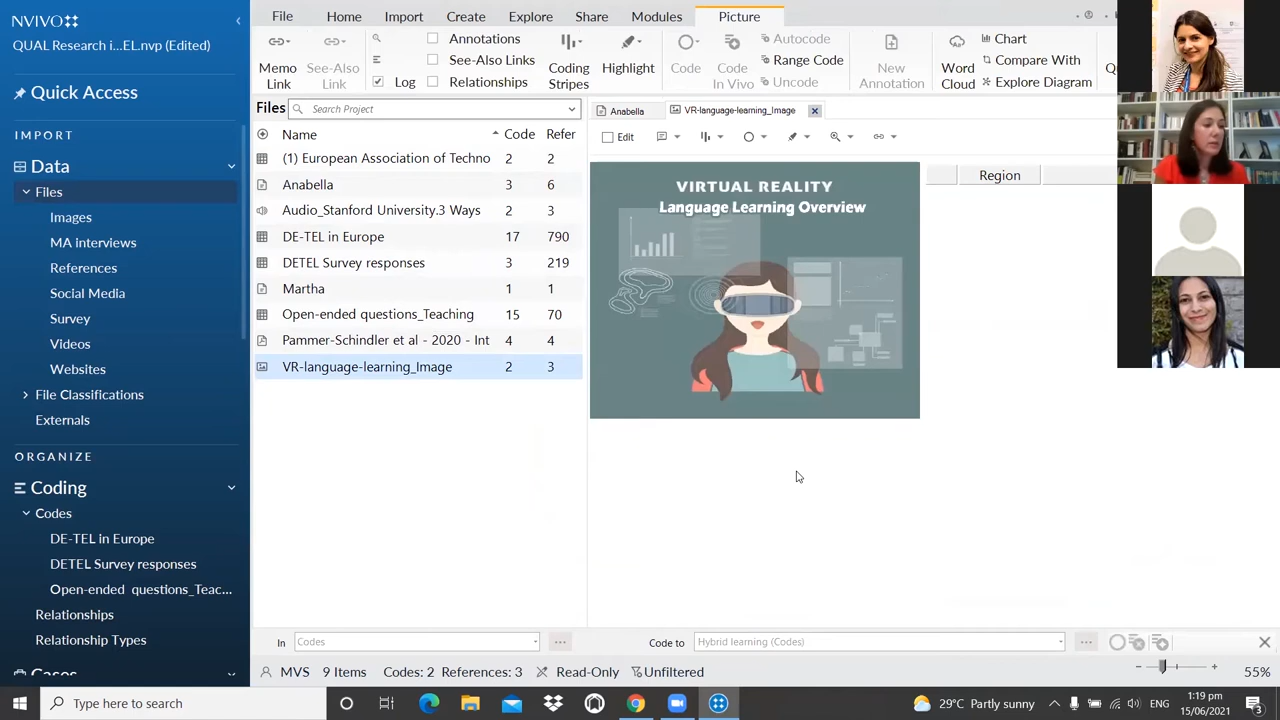 NVIVO
QUAL Research i...EL.nvp (Edited)
Quick Access
IMPORT
Data
Files
Images
MA interviews
References
Social Media
Survey
Videos
Websites
File Classifications
Externals
ORGANIZE
Coding
Codes
DE-TEL in Europe
DETEL Survey responses
Open-ended questions_Teac...
Relationships
Relationship Types
Cases
File Home Import Create Explore Share Modules Picture
Memo Link
See-Also Link
Log
Annotations
See-Also Links
Relationships
Coding Stripes
Highlight
Code
Code In Vivo
Autocode
Range Code
Uncode
New Annotation
Word Cloud
Chart
Compare With
Explore Diagram
Files Search Project
Name Code Refer
(1) European Association of Techno 2 2
Anabella 3 6
Audio_Stanford University.3 Ways 2 3
DE-TEL in Europe 17 790
DETEL Survey responses 3 219
Martha 1
Open-ended questions_Teaching 15 70
Pammer-Schindler et al - 2020 - Int 4 4
VR-language-learning_Image 2 3
Anabella VR-language-learning_Image
Edit
VIRTUAL REALITY
Language Learning Overview
Region
In Codes Code to Hybrid learning (Codes)
MVS 9 Items Codes: 2 References: 3 Read-Only Unfiltered 55%
Type here to search
29°C Partly sunny ENG
1:19 pm
15/06/2021
3